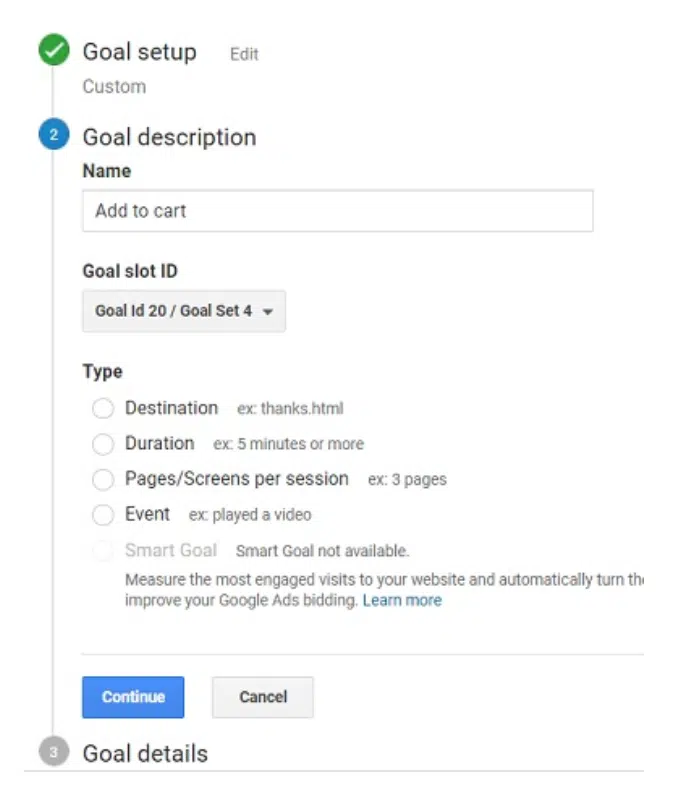 Goal setup Edit
Custom
2 Goal description
Name
Add to cart
Goal slot ID
Goal Id 20 / Goal Set 4
Type
Destination ex: thanks.html
Duration ex: 5 minutes or more
Pages/Screens per session ex: 3 pages
Event ex: played a video
Smart Goal Smart Goal not available.
Measure the most engaged visits to your website and automatically turn
improve your Google Ads bidding. Learn more
Continue Cancel
3 Goal details